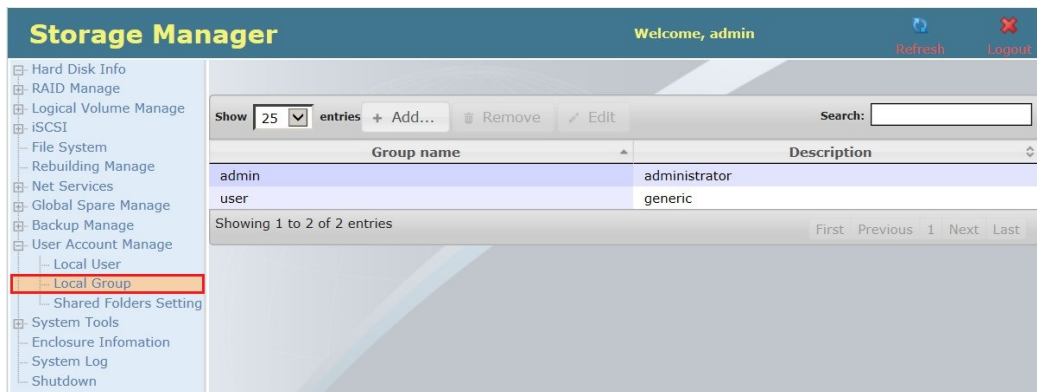 Storage Manager
Welcome, admin
Refresh
Logout
Hard Disk Info
RAID Manage
Logical Volume Manage
iSCSI
File System
Rebuilding Manage
Net Services
Global Spare Manage
Backup Manage
User Account Manage
Local User
Local Group
Shared Folders Setting
System Tools
Enclosure Infomation
System Log
Shutdown
Show 25 entries + Add... Remove Edit Search:
Group name Description
admin administrator
user generic
Showing 1 to 2 of 2 entries First Previous 1 Next Last